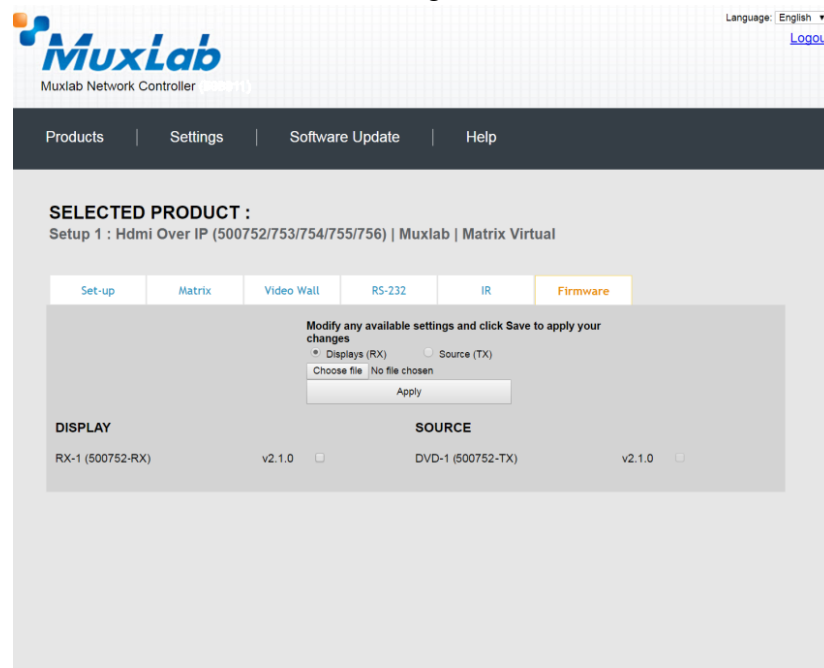 Language: English
Logou
MuxLab
Muxlab Network Controller
Products | Settings | Software Update | Help
SELECTED PRODUCT :
Setup 1 : Hdmi Over IP (500752/753/754/755/756) | Muxlab | Matrix Virtual
Set-up Matrix Video Wall RS-232 IR Firmware
Modify any available settings and click Save to apply your
changes
Displays (RX) Source (TX)
Choose file No file chosen
Apply
DISPLAY SOURCE
RX-1 (500752-RX) v2.1.0 DVD-1 (500752-TX) v2.1.0